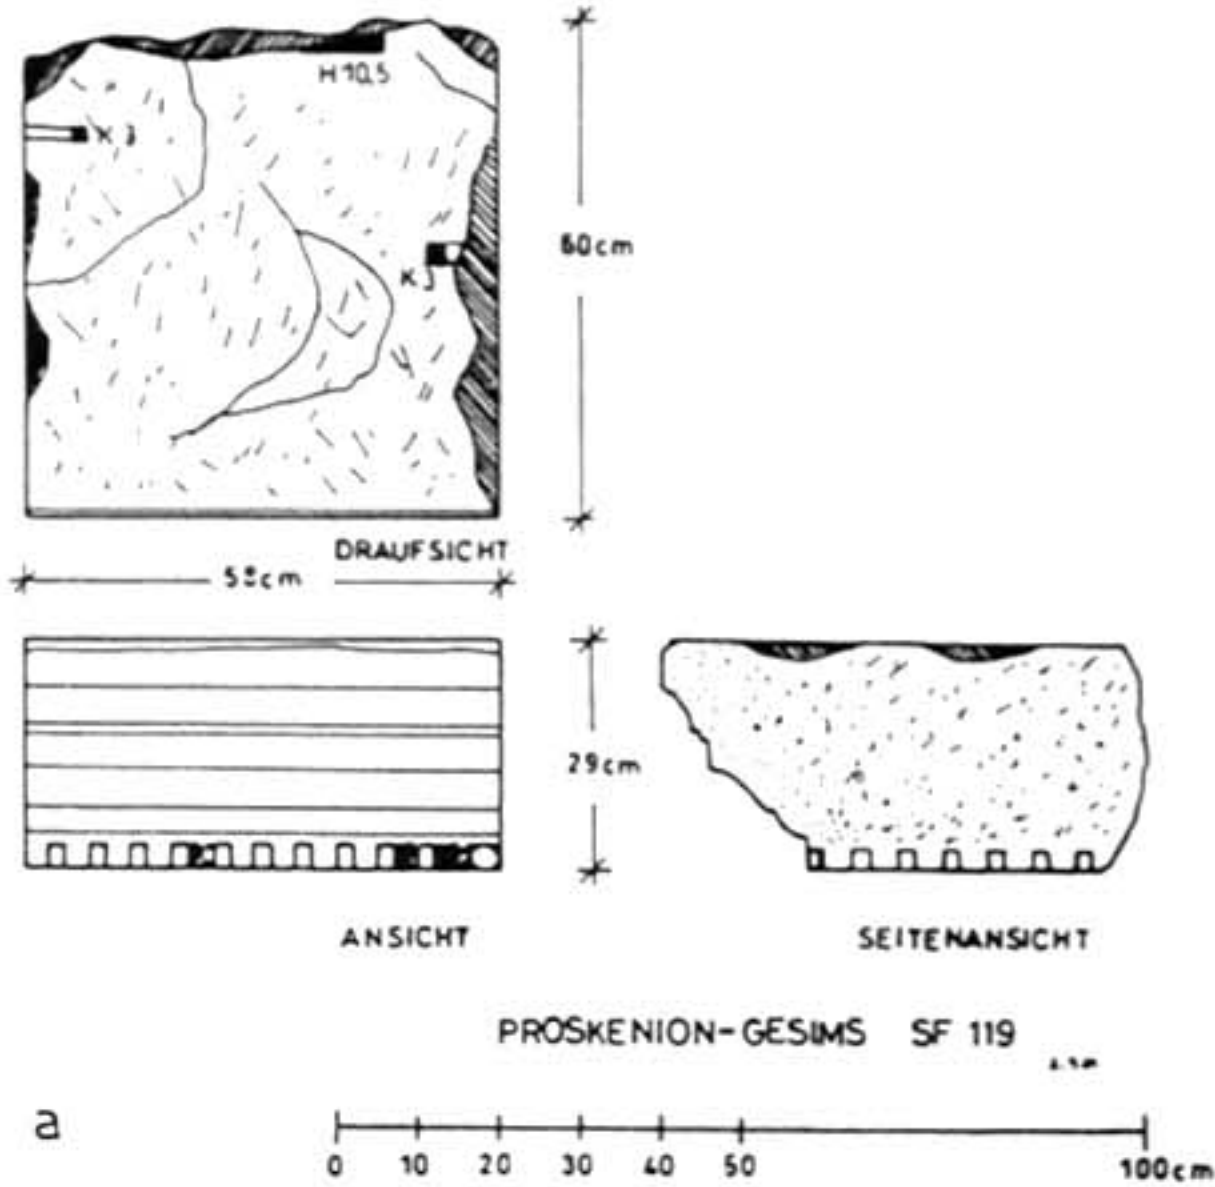 H 10,5
K 3
60cm
K 3
DRAUFSICHT
29cm
ANSICHT
SEITENANSICHT
PROSKENION-GESIMS SF 119
a
0 10 20 30 40 50 100cm